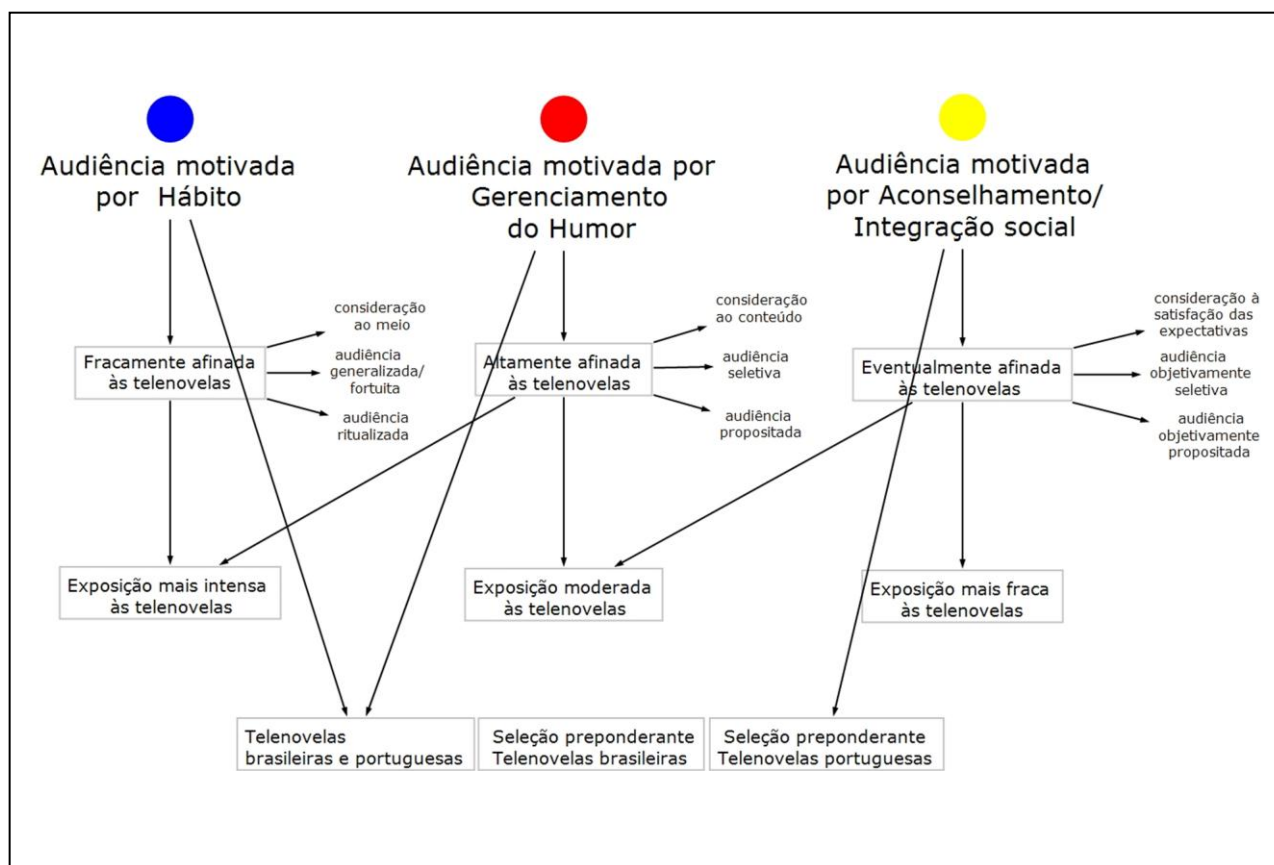 Audiência motivada
por Hábito
Audiência motivada por
Gerenciamento
do Humor
Audiência motivada
por Aconselhamento/
Integração social
consideração
ao meio
Fracamente afinada
às telenovelas
audiência
generalizada/
fortuita
audiência
ritualizada
consideração
ao conteúdo
Altamente afinada
às telenovelas
audiência
seletiva
audiência
propositada
consideração à
satisfação das
expectativas
Eventualmente afinada
às telenovelas
audiência
objetivamente
seletiva
audiência
objetivamente
propositada
Exposição mais intensa
às telenovelas
Exposição moderada
às telenovelas
Exposição mais fraca
às telenovelas
Telenovelas
brasileiras e portuguesas
Seleção preponderante
Telenovelas brasileiras
Seleção preponderante
Telenovelas portuguesas